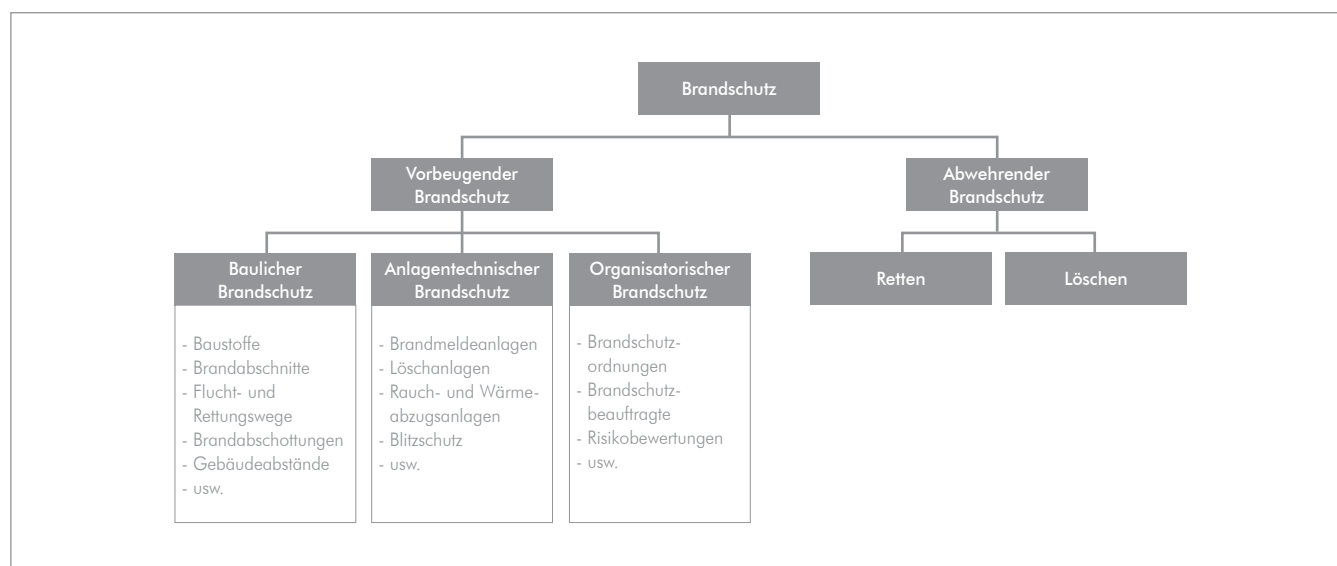 Brandschutz
Vorbeugender
Brandschutz
Abwehrender
Brandschutz
Baulicher
Brandschutz
Anlagentechnischer
Brandschutz
Organisatorischer
Brandschutz
Retten
Löschen
- Baustoffe
- Brandabschnitte
- Flucht- und
Rettungswege
- Brandabschottungen
- Gebäudeabstände
- usw.
- Brandmeldeanlagen
- Löschanlagen
- Rauch- und Wärme-
abzugsanlagen
- Blitzschutz
- usw.
- Brandschutz-
ordnungen
- Brandschutz-
beauftragte
- Risikobewertungen
- usw.